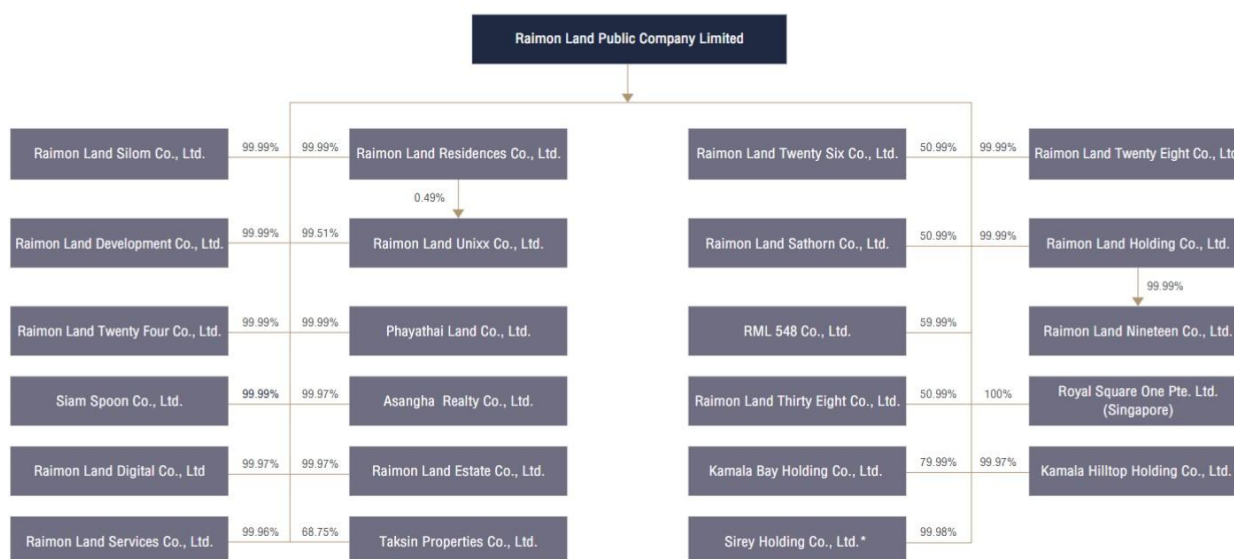 Raimon Land Public Company Limited
Raimon Land Silom Co., Ltd.
99.99%
99.99%
Raimon Land Residences Co., Ltd.
Raimon Land Twenty Six Co., Ltd.
50.99%
99.99%
Raimon Land Twenty Eight Co., Ltd
0.49%
Raimon Land Development Co., Ltd.
99.99%
99.51%
Raimon Land Unixx Co., Ltd.
Raimon Land Sathorn Co., Ltd.
50.99%
99.99%
Raimon Land Holding Co., Ltd.
99.99%
Raimon Land Twenty Four Co., Ltd.
99.99%
99.99%
Phayathai Land Co., Ltd.
RML 548 Co., Ltd.
59.99%
Raimon Land Nineteen Co., Ltd.
Siam Spoon Co., Ltd.
99.99%
99.97%
Asangha Realty Co., Ltd.
Raimon Land Thirty Eight Co., Ltd.
50.99%
100%
Royal Square One Pte. Ltd.
(Singapore)
Raimon Land Digital Co., Ltd
99.97%
99.97%
Raimon Land Estate Co., Ltd.
Kamala Bay Holding Co., Ltd.
79.99%
99.97%
Kamala Hilltop Holding Co., Ltd.
Raimon Land Services Co., Ltd.
99.96%
68.75%
Taksin Properties Co., Ltd.
Sirey Holding Co., Ltd.*
99.98%